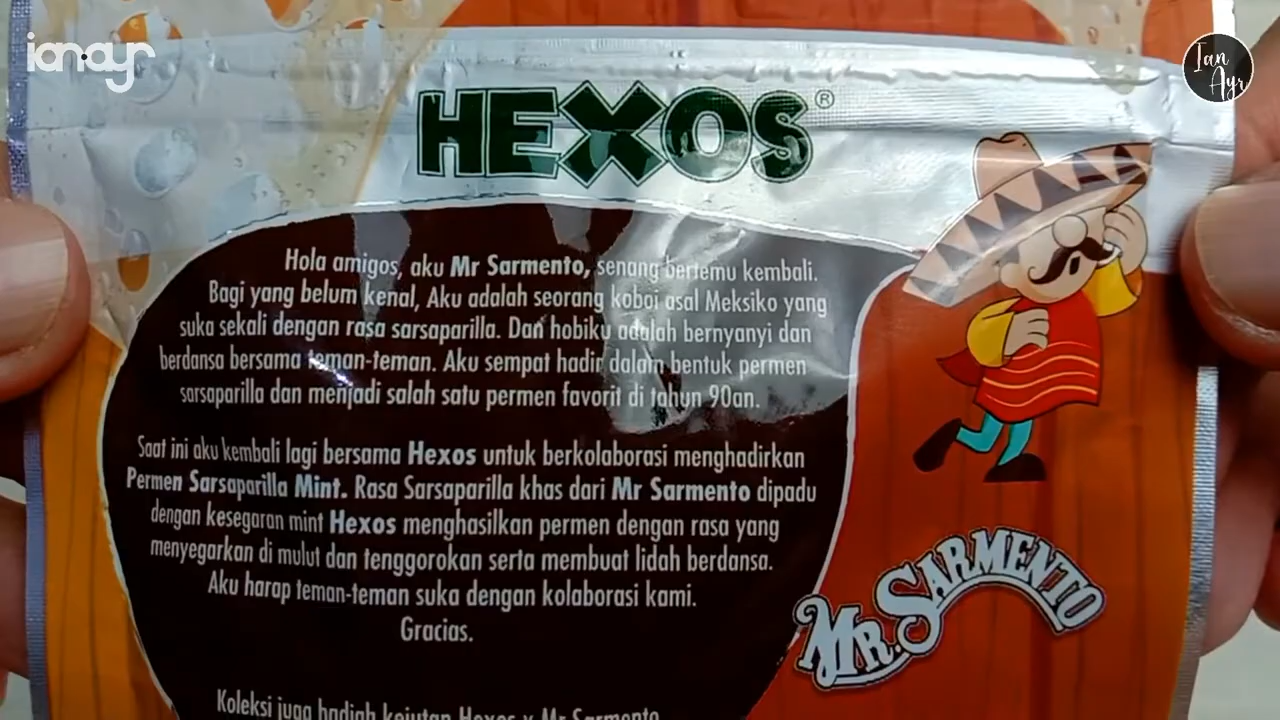 ianayr
Ian
Ayr
HEXOS®
Hola amigos, aku Mr Sarmento, senang bertemu kembali.
Bagi yang belum kenal, Aku adalah seorang koboi asal Meksiko yang
suka sekali dengan rasa sarsaparilla. Dan hobiku adalah bernyanyi dan
berdansa bersama teman-teman. Aku sempat hadir dalam bentuk permen
sarsaparilla dan menjadi salah satu permen favorit di tahun 90an.
Saat ini aku kembali lagi bersama Hexos untuk berkolaborasi menghadirkan
Permen Sarsaparilla Mint. Rasa Sarsaparilla khas dari Mr Sarmento dipadu
dengan kesegaran mint Hexos menghasilkan permen dengan rasa yang
menyegarkan di mulut dan tenggorokan serta membuat lidah berdansa.
Aku harap teman-teman suka dengan kolaborasi kami.
Gracias.
MR. SARMENTO
Koleksi juga hadiah kejutan Hexos x Mr Sarmento